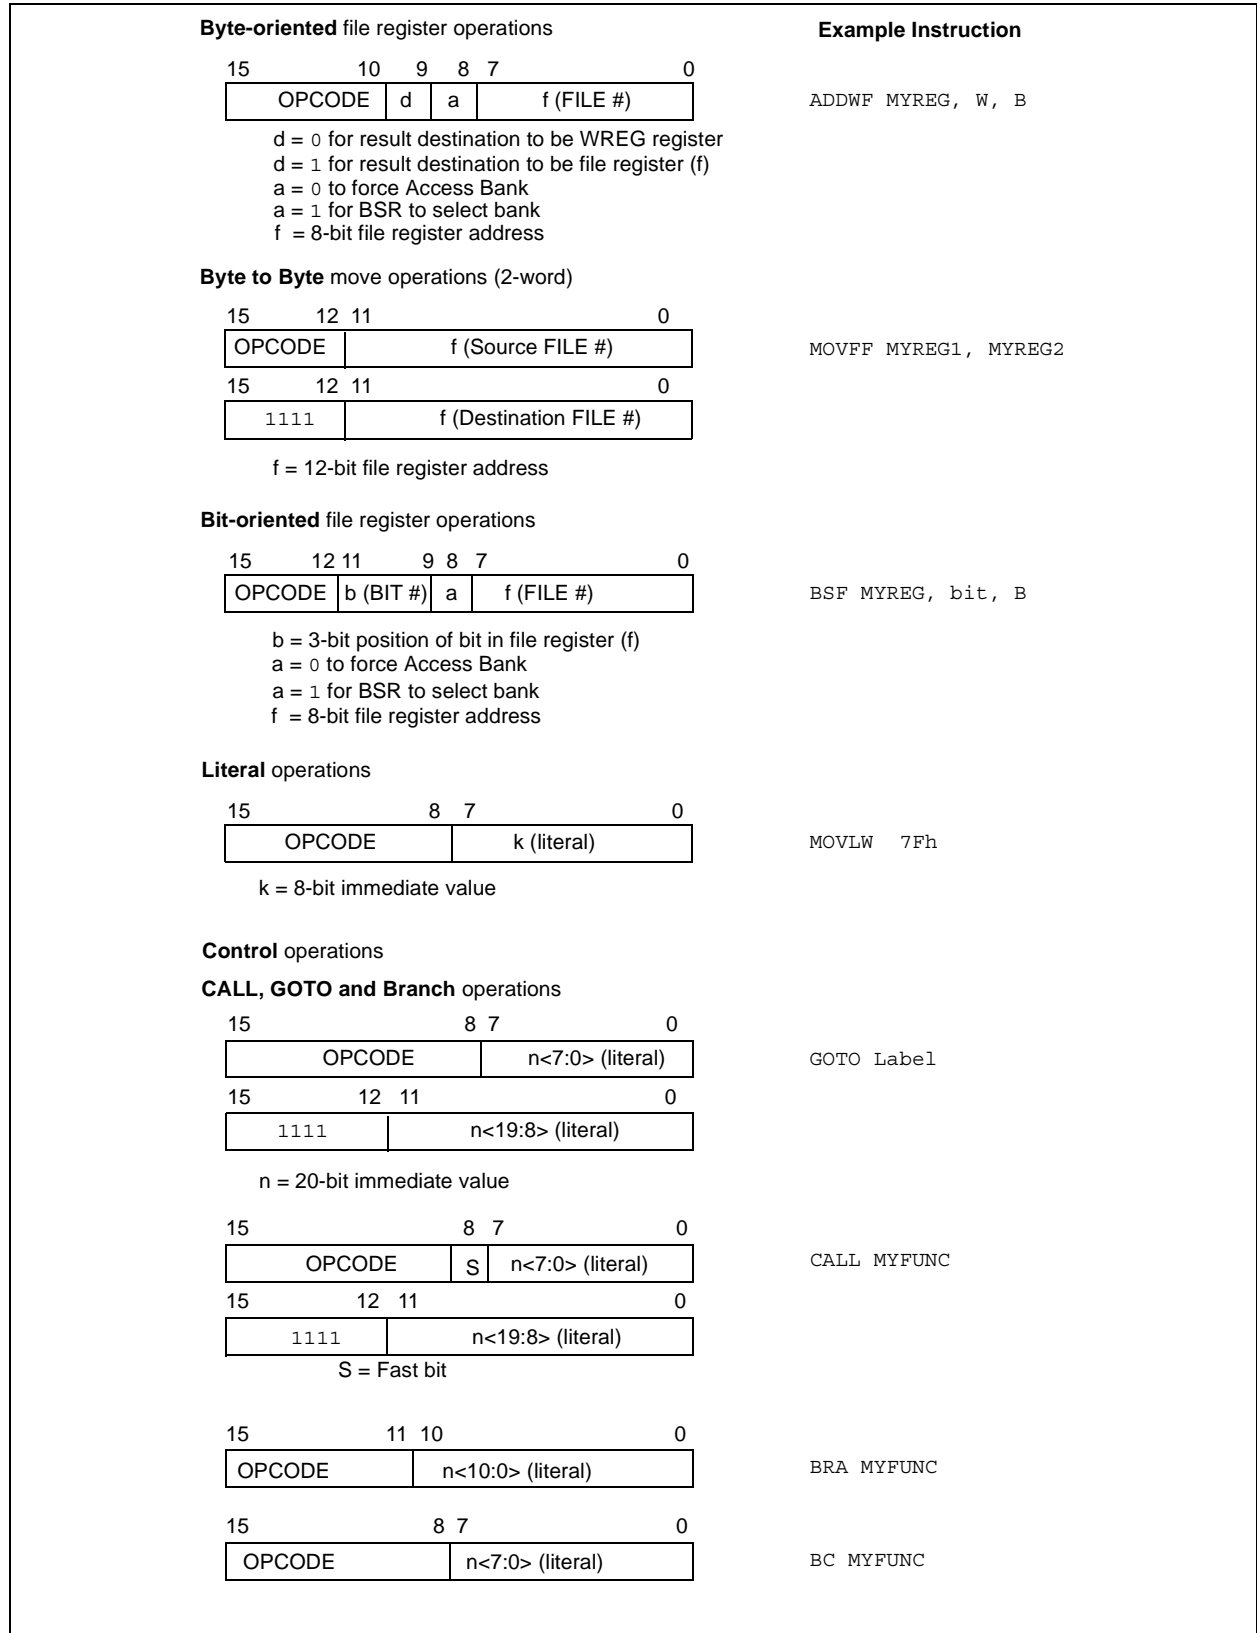 Byte-oriented file register operations Example Instruction
15 10 9 8 7 0
OPCODE d a f (FILE #) ADDWF MYREG, W, B
d = 0 for result destination to be WREG register
d = 1 for result destination to be file register (f)
a = 0 to force Access Bank
a = 1 for BSR to select bank
f = 8-bit file register address
Byte to Byte move operations (2-word)
15 12 11 0
OPCODE f (Source FILE #) MOVFF MYREG1, MYREG2
15 12 11 0
1111 f (Destination FILE #)
f = 12-bit file register address
Bit-oriented file register operations
15 12 11 9 8 7 0
OPCODE b (BIT #) a f (FILE #) BSF MYREG, bit, B
b = 3-bit position of bit in file register (f)
a = 0 to force Access Bank
a = 1 for BSR to select bank
f = 8-bit file register address
Literal operations
15 8 7 0
OPCODE k (literal) MOVLW 7Fh
k = 8-bit immediate value
Control operations
CALL, GOTO and Branch operations
15 8 7 0
OPCODE n<7:0> (literal) GOTO Label
15 12 11 0
1111 n<19:8> (literal)
n = 20-bit immediate value
15 8 7 0
OPCODE S n<7:0> (literal) CALL MYFUNC
15 12 11 0
1111 n<19:8> (literal)
S = Fast bit
15 11 10 0
OPCODE n<10:0> (literal) BRA MYFUNC
15 8 7 0
OPCODE n<7:0> (literal) BC MYFUNC